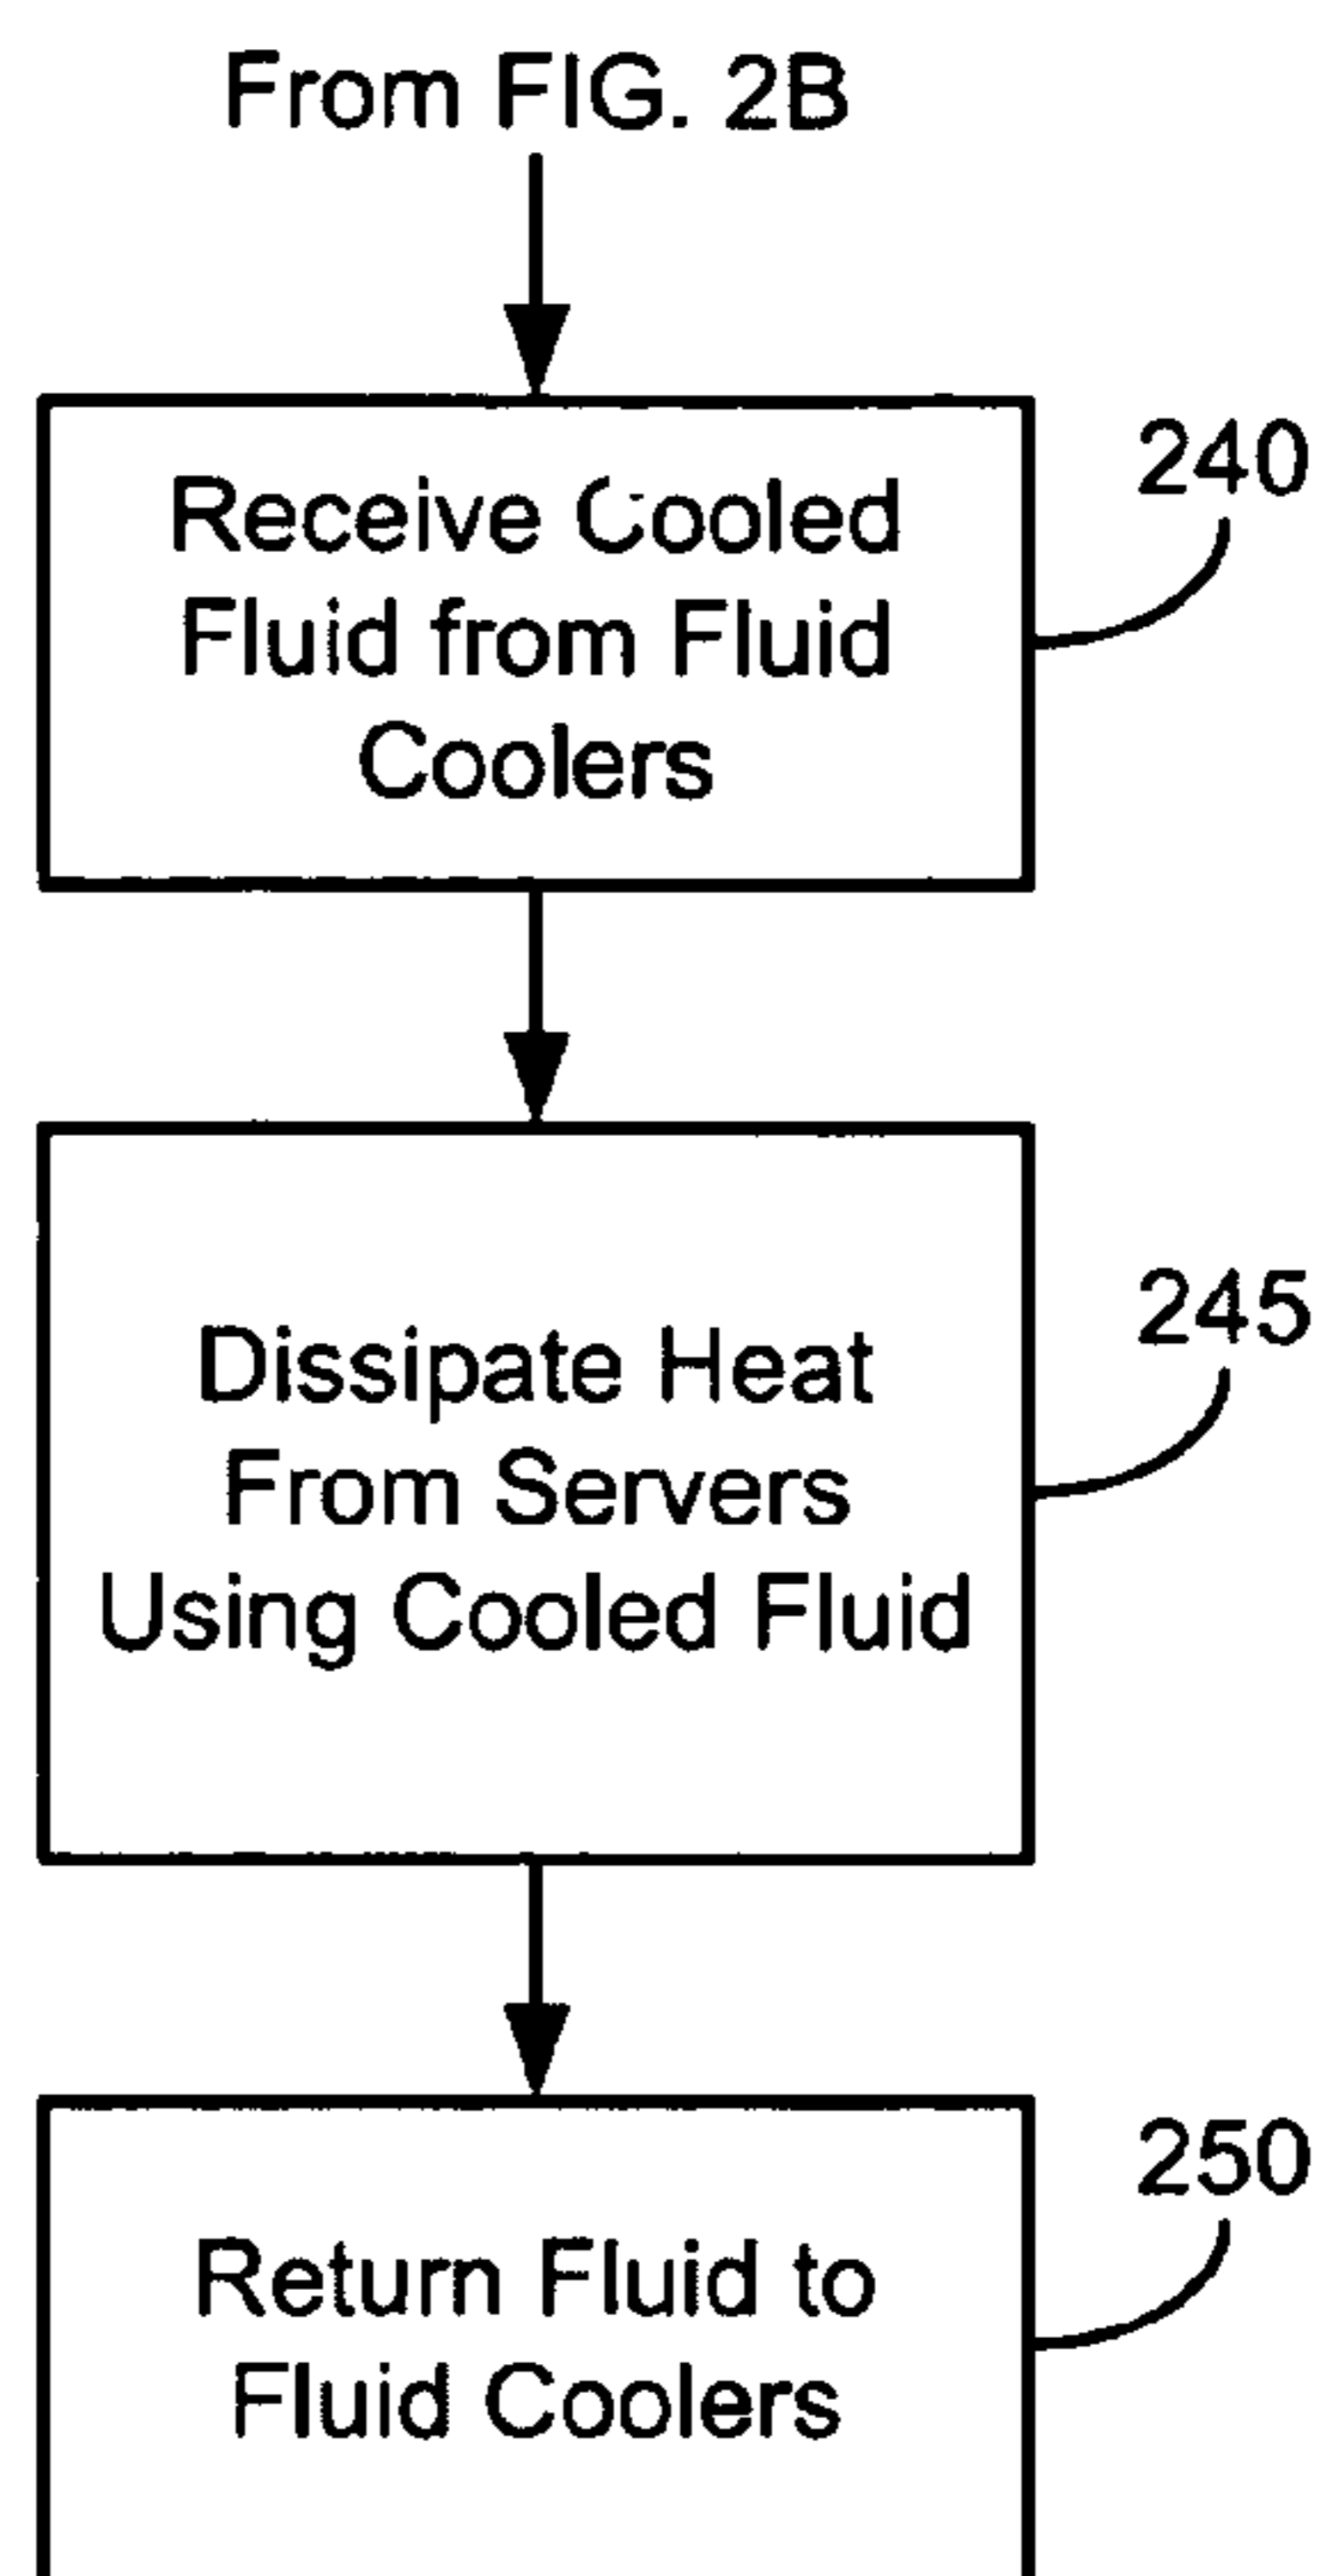 From FIG. 2B
240
Receive Cooled
Fluid from Fluid
Coolers
245
Dissipate Heat
From Servers
Using Cooled Fluid
250
Return Fluid to
Fluid Coolers